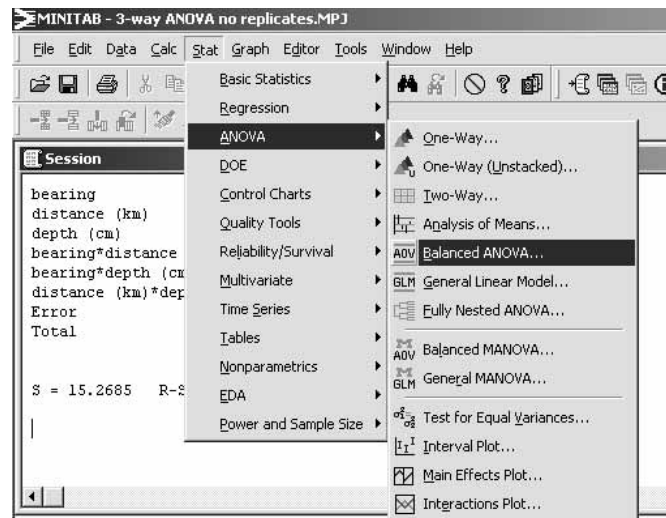 MINITAB - 3-way ANOVA no replicates.MPJ
File Edit Data Calc Stat Graph Editor Tools Window Help
Session
bearing
distance (km)
depth (cm)
bearing*distance
bearing*depth (cm
distance (km)*dep
Error
Total
S = 15.2685 R-S
Basic Statistics
Regression
ANOVA
DOE
Control Charts
Quality Tools
Reliability/Survival
Multivariate
Time Series
Tables
Nonparametrics
EDA
Power and Sample Size
One-Way...
One-Way (Unstacked)...
Two-Way...
Analysis of Means...
AOV Balanced ANOVA...
GLM General Linear Model...
Fully Nested ANOVA...
M AOV Balanced MANOVA...
M GLM General MANOVA...
Test for Equal Variances...
Interval Plot...
Main Effects Plot...
Interactions Plot...